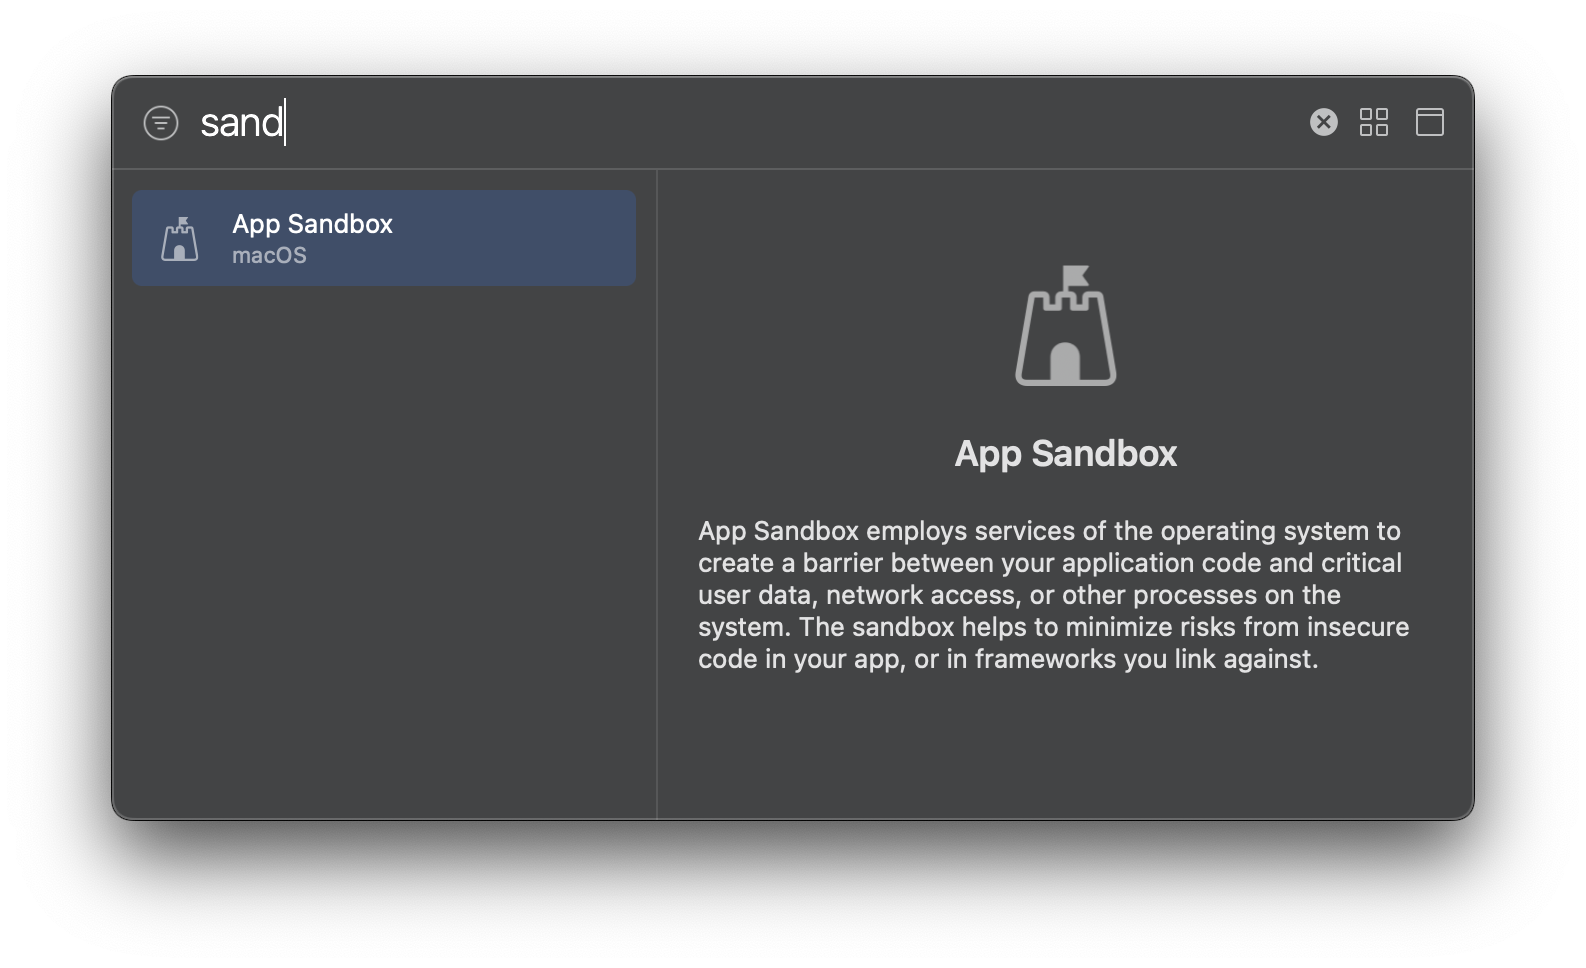 sand
App Sandbox
macOS
App Sandbox
App Sandbox employs services of the operating system to
create a barrier between your application code and critical
user data, network access, or other processes on the
system. The sandbox helps to minimize risks from insecure
code in your app, or in frameworks you link against.